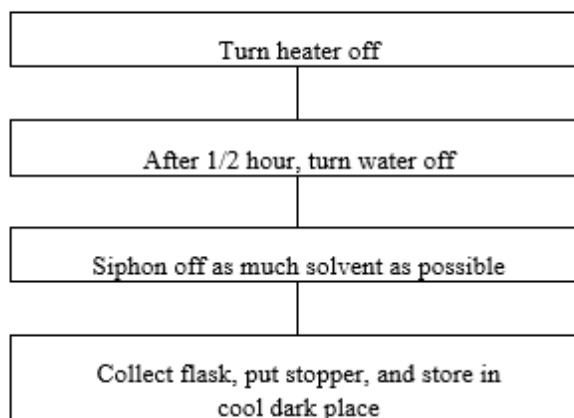 Turn heater off
After 1/2 hour, turn water off
Siphon off as much solvent as possible
Collect flask, put stopper, and store in
cool dark place